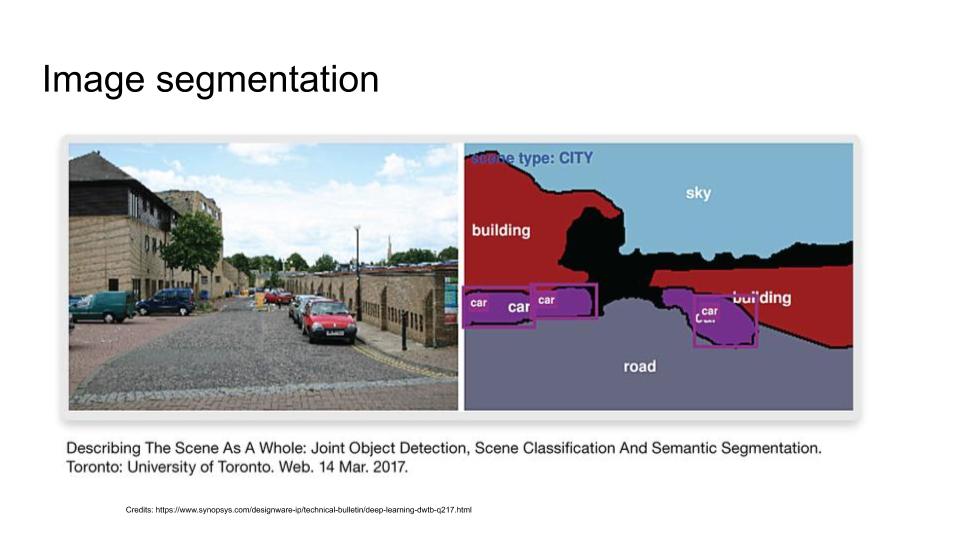 Image segmentation
scene type: CITY
sky
building
building
car
car
car
car
car
road
Describing The Scene As A Whole: Joint Object Detection, Scene Classification And Semantic Segmentation.
Toronto: University of Toronto. Web. 14 Mar. 2017.
Credits: https://www.synopsys.com/designware-ip/technical-bulletin/deep-learning-dwtb-q217.html